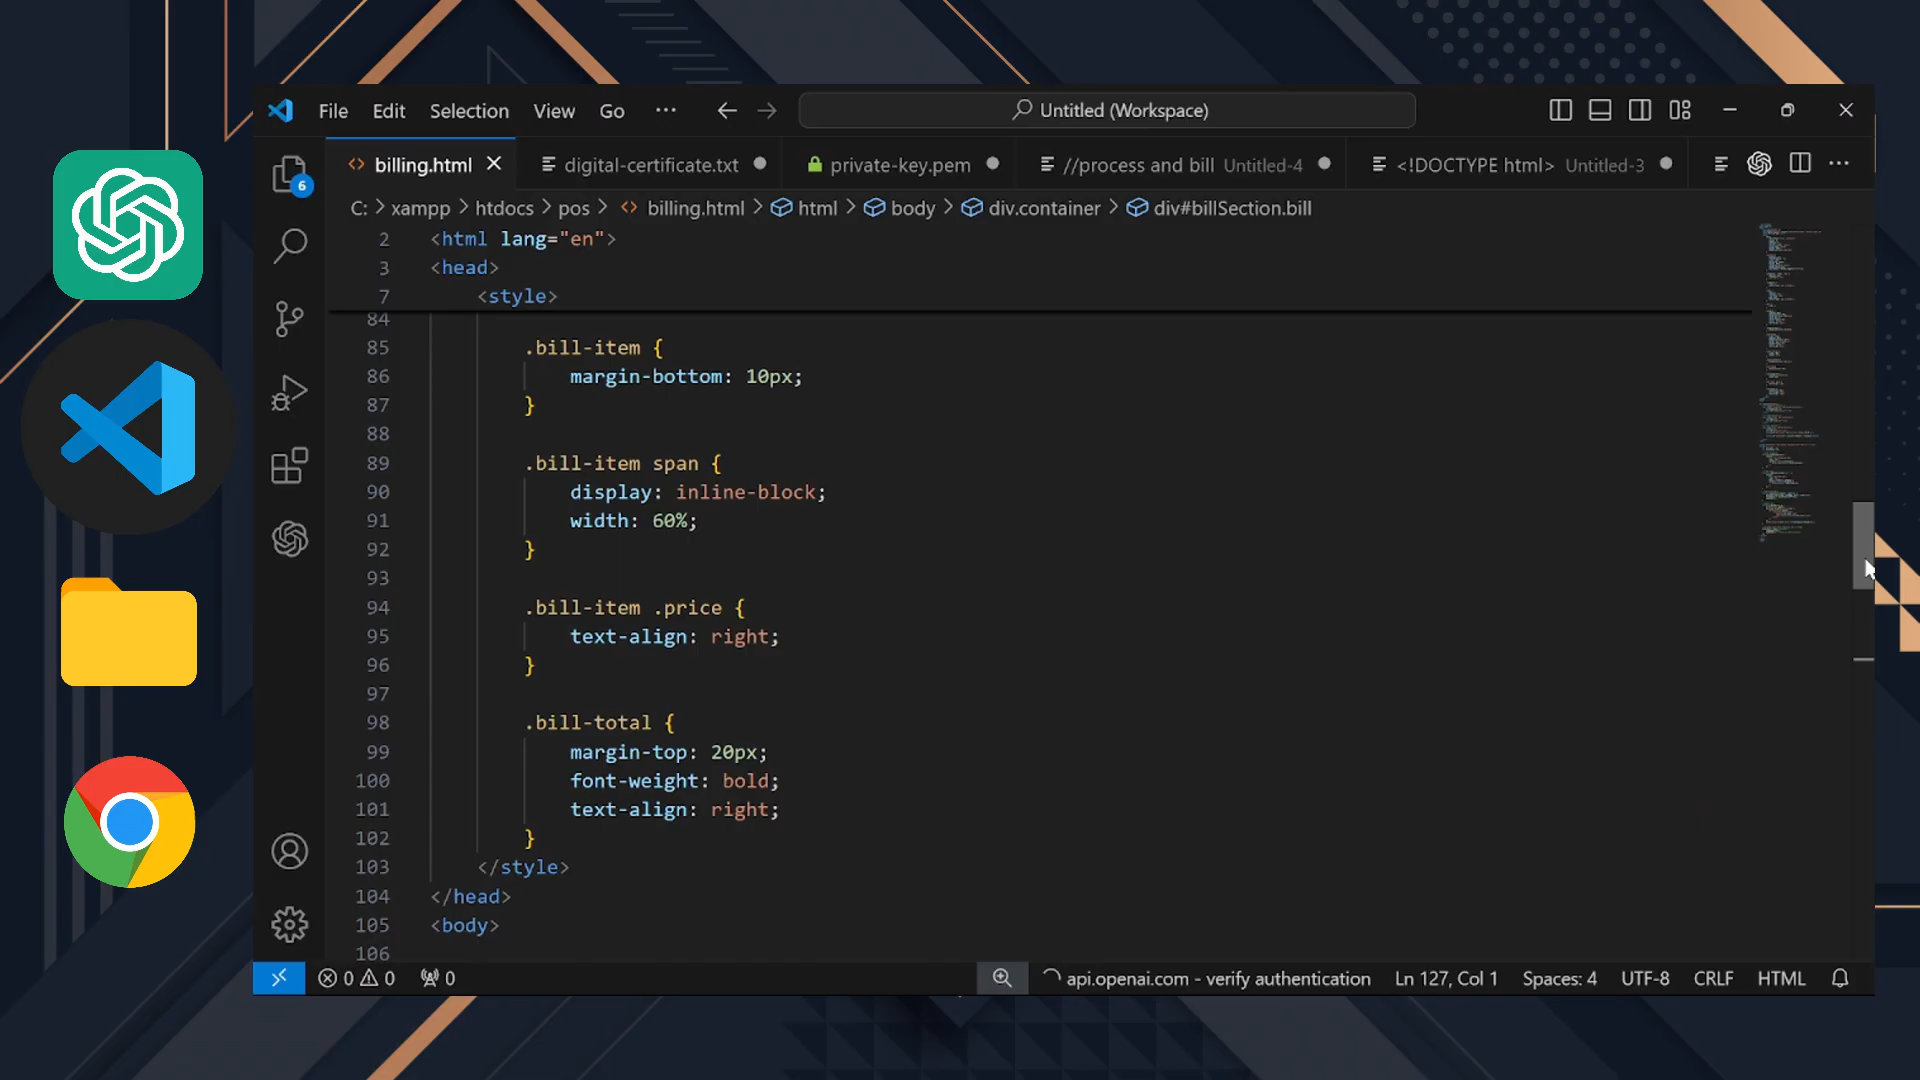 File Edit Selection View Go ··· Untitled (Workspace)
billing.html digital-certificate.txt private-key.pem //process and bill Untitled-4 <!DOCTYPE html> Untitled-3
C: > xampp > htdocs > pos > billing.html > html > body > div.container > div#billSection.bill
6
2 <html lang="en">
3 <head>
7 <style>
84
85 .bill-item {
86 margin-bottom: 10px;
87 }
88
89 .bill-item span {
90 display: inline-block;
91 width: 60%;
92 }
93
94 .bill-item .price {
95 text-align: right;
96 }
97
98 .bill-total {
99 margin-top: 20px;
100 font-weight: bold;
101 text-align: right;
102 }
103 </style>
104 </head>
105 <body>
106
0 0 0 api.openai.com - verify authentication Ln 127, Col 1 Spaces: 4 UTF-8 CRLF HTML